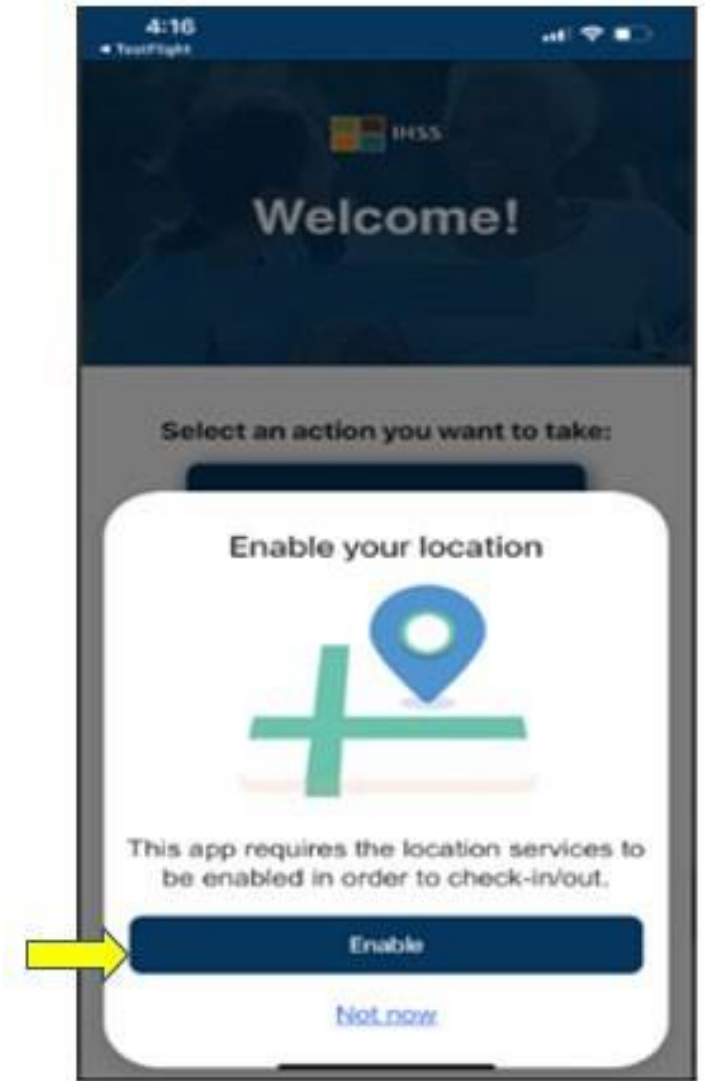 4:16
◂ TestFlight
IHSS
Welcome!
Select an action you want to take:
Enable your location
This app requires the location services to
be enabled in order to check-in/out.
Enable
Not now